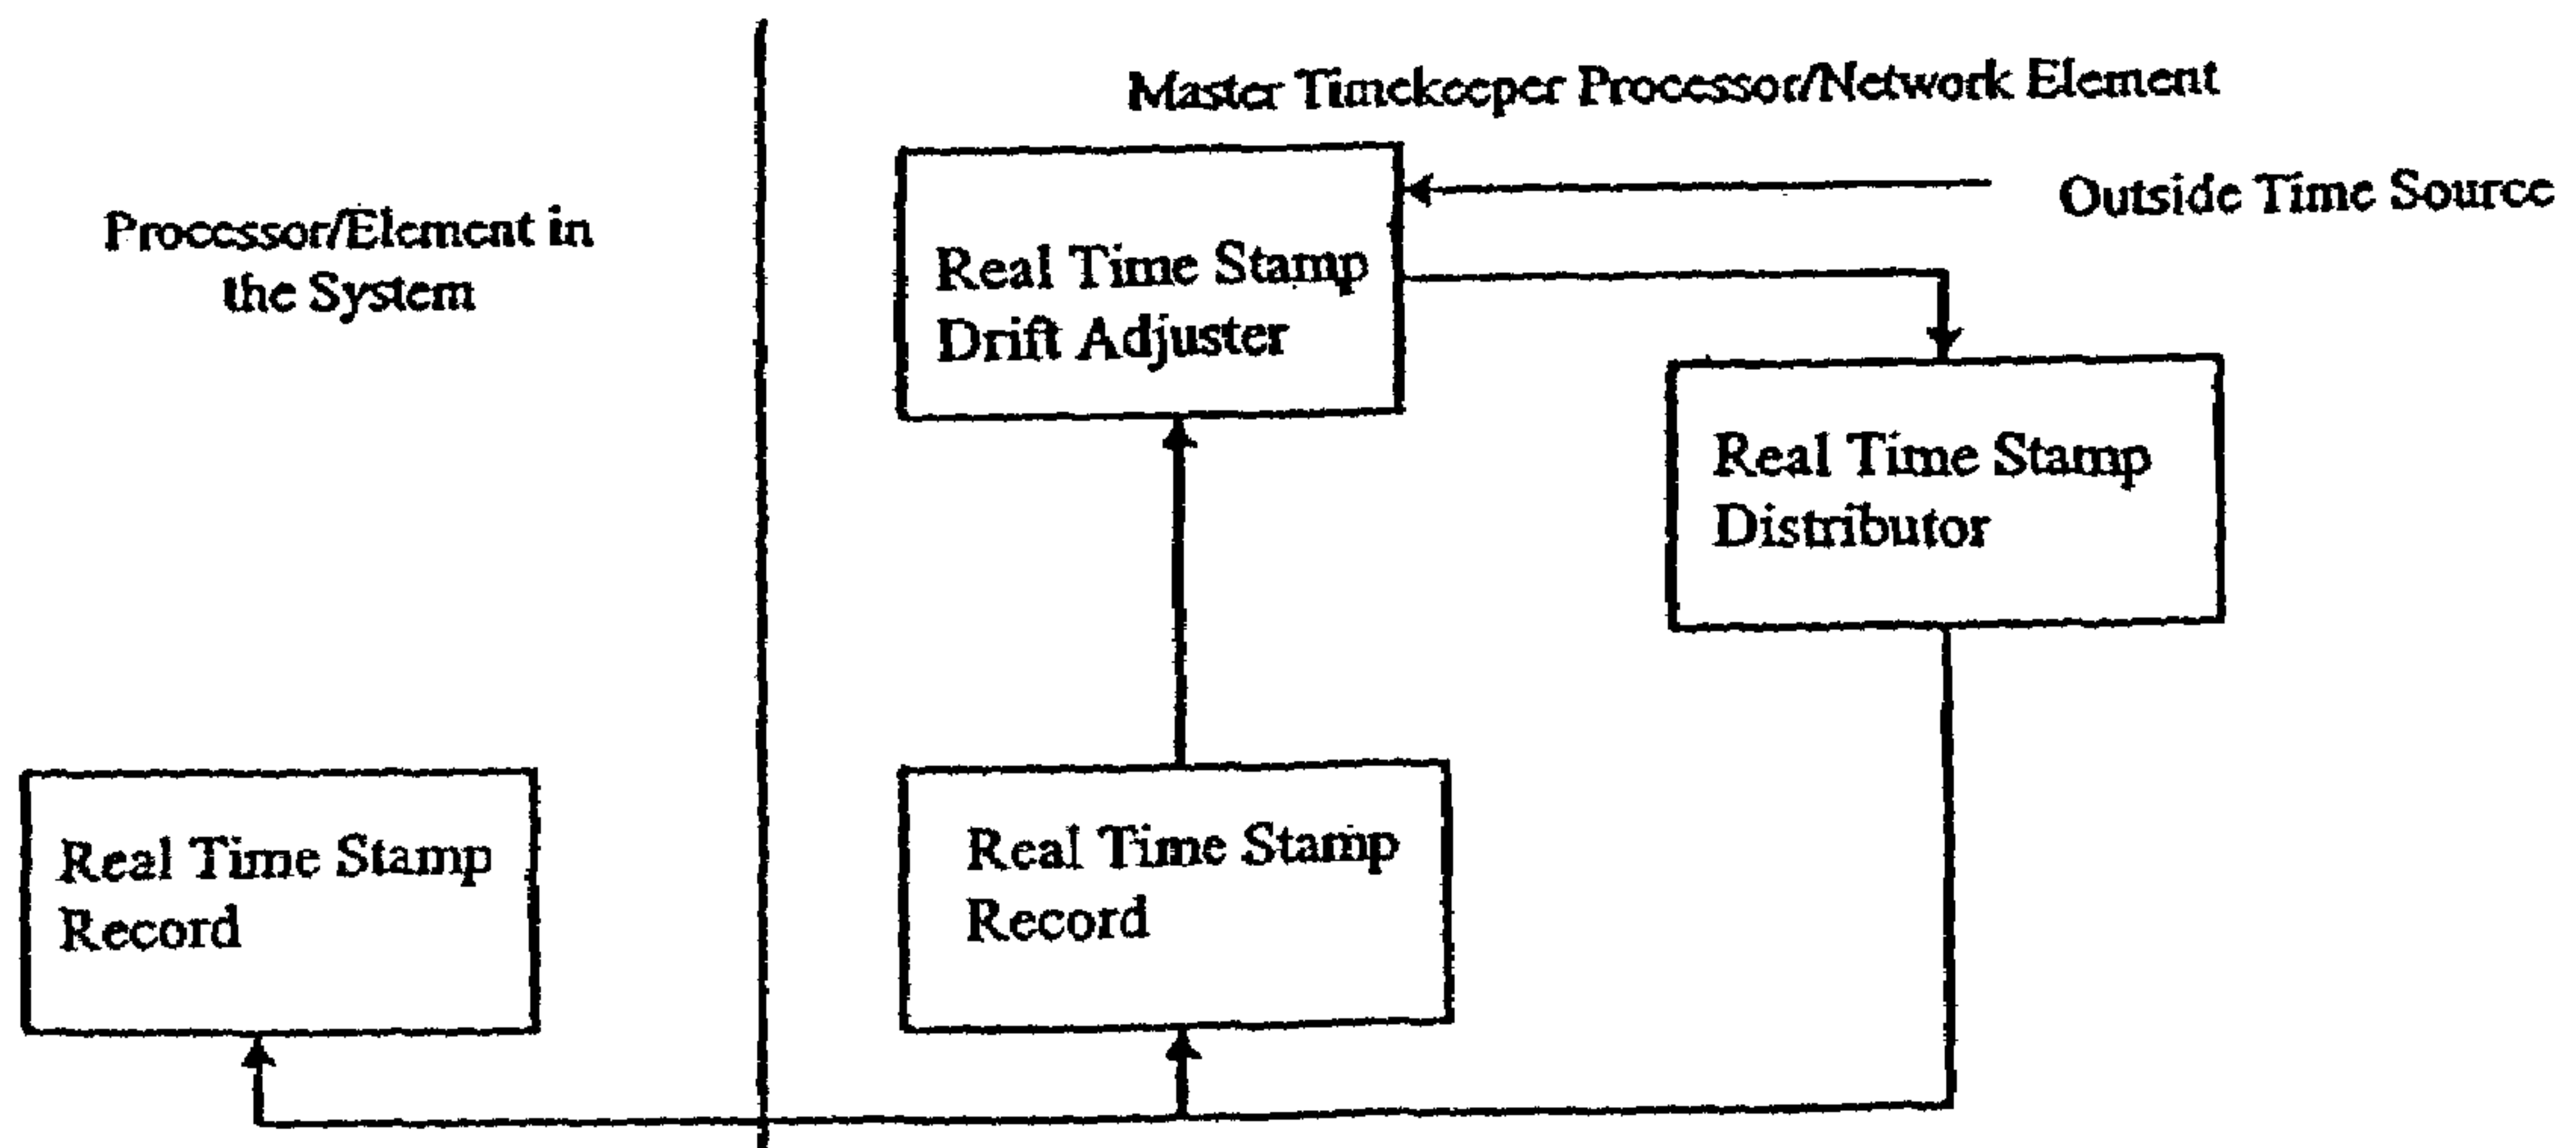 Master Timekeeper Processor/Network Element
Outside Time Source
Processor/Element in
the System
Real Time Stamp
Drift Adjuster
Real Time Stamp
Distributor
Real Time Stamp
Record
Real Time Stamp
Record